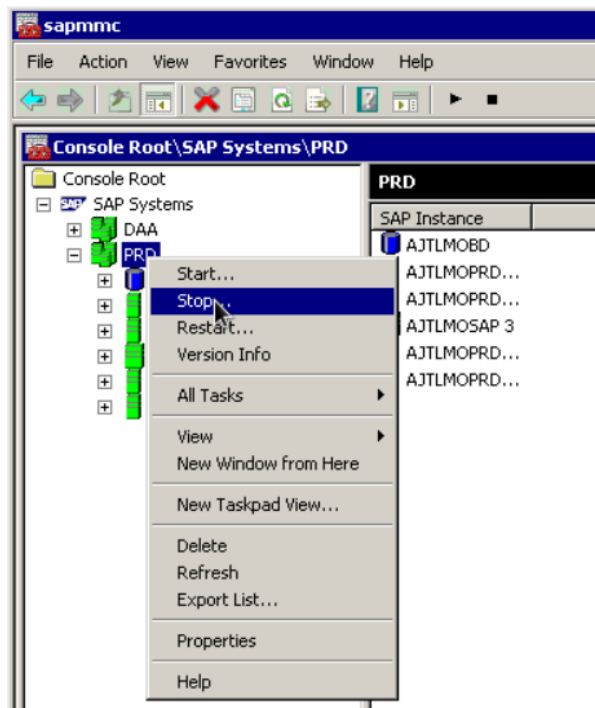 sapmmc
File Action View Favorites Window Help
Console Root\SAP Systems\PRD
Console Root
SAP Systems
DAA
PRD
PRD
SAP Instance
AJTLMOBD
AJTLMOPRD...
AJTLMOPRD...
AJTLMOSAP 3
AJTLMOPRD...
AJTLMOPRD...
Start...
Stop...
Restart...
Version Info
All Tasks
View
New Window from Here
New Taskpad View...
Delete
Refresh
Export List...
Properties
Help